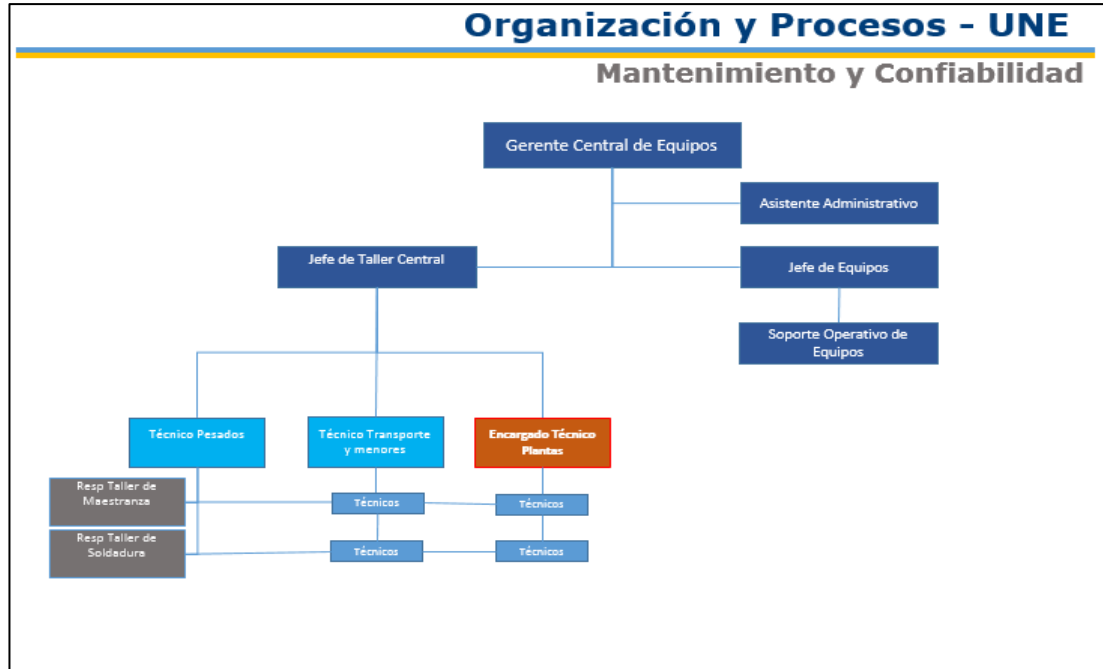 Organización y Procesos - UNE
Mantenimiento y Confiabilidad
Gerente Central de Equipos
Asistente Administrativo
Jefe de Taller Central
Jefe de Equipos
Soporte Operativo de
Equipos
Técnico Pesados
Técnico Transporte
y menores
Encargado Técnico
Plantas
Resp Taller de
Maestranza
Técnicos
Técnicos
Resp Taller de
Soldadura
Técnicos
Técnicos